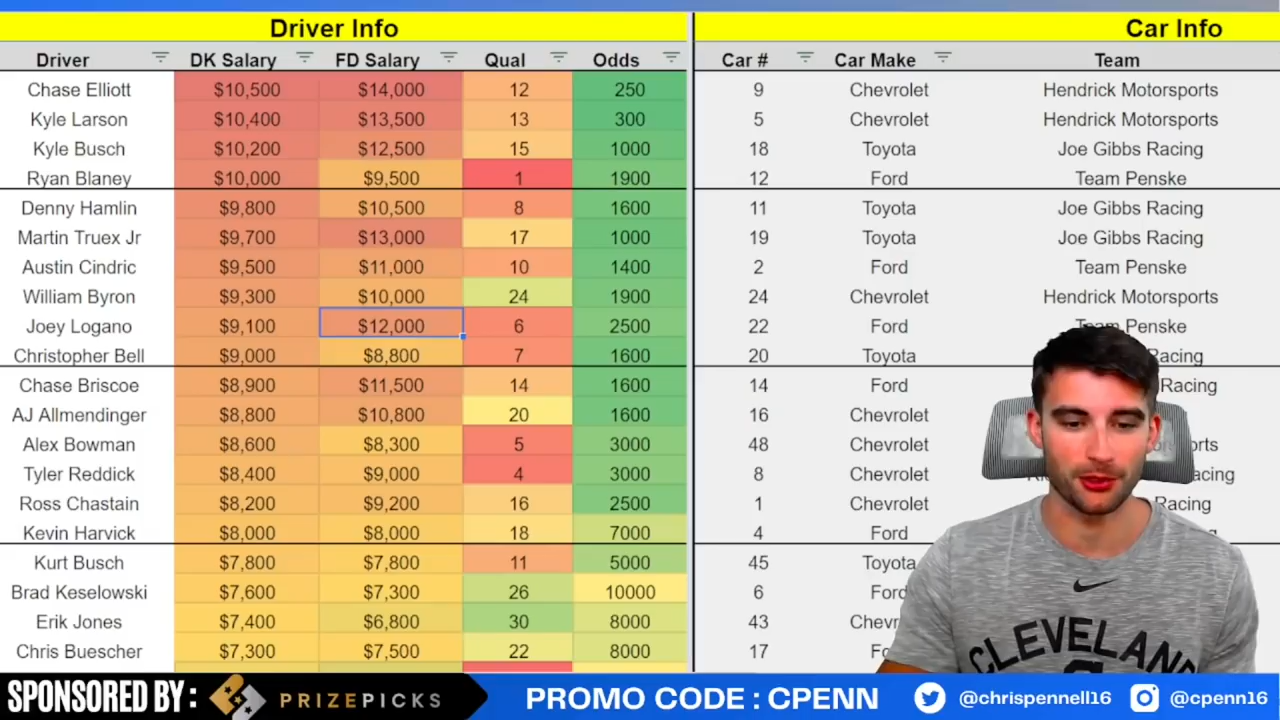 Driver Info Car Info
Driver DK Salary FD Salary Qual Odds Car # Car Make Team
Chase Elliott $10,500 $14,000 12 250 9 Chevrolet Hendrick Motorsports
Kyle Larson $10,400 $13,500 13 300 5 Chevrolet Hendrick Motorsports
Kyle Busch $10,200 $12,500 15 1000 18 Toyota Joe Gibbs Racing
Ryan Blaney $10,000 $9,500 1 1900 12 Ford Team Penske
Denny Hamlin $9,800 $10,500 8 1600 11 Toyota Joe Gibbs Racing
Martin Truex Jr $9,700 $13,000 17 1000 19 Toyota Joe Gibbs Racing
Austin Cindric $9,500 $11,000 10 1400 2 Ford Team Penske
William Byron $9,300 $10,000 24 1900 24 Chevrolet Hendrick Motorsports
Joey Logano $9,100 $12,000 6 2500 22 Ford Team Penske
Christopher Bell $9,000 $8,800 7 1600 20 Toyota Racing
Chase Briscoe $8,900 $11,500 14 1600 14 Ford Racing
AJ Allmendinger $8,800 $10,800 20 1600 16 Chevrolet
Alex Bowman $8,600 $8,300 5 3000 48 Chevrolet
Tyler Reddick $8,400 $9,000 4 3000 8 Chevrolet
Ross Chastain $8,200 $9,200 16 2500 1 Chevrolet Racing
Kevin Harvick $8,000 $8,000 18 7000 4 Ford
Kurt Busch $7,800 $7,800 11 5000 45 Toyota
Brad Keselowski $7,600 $7,300 26 10000 6
Erik Jones $7,400 $6,800 30 8000 43
Chris Buescher $7,300 $7,500 22 8000 17
CLEVELAND
SPONSORED BY : PRIZEPICKS PROMO CODE : CPENN @chrispennell16 @cpenn16